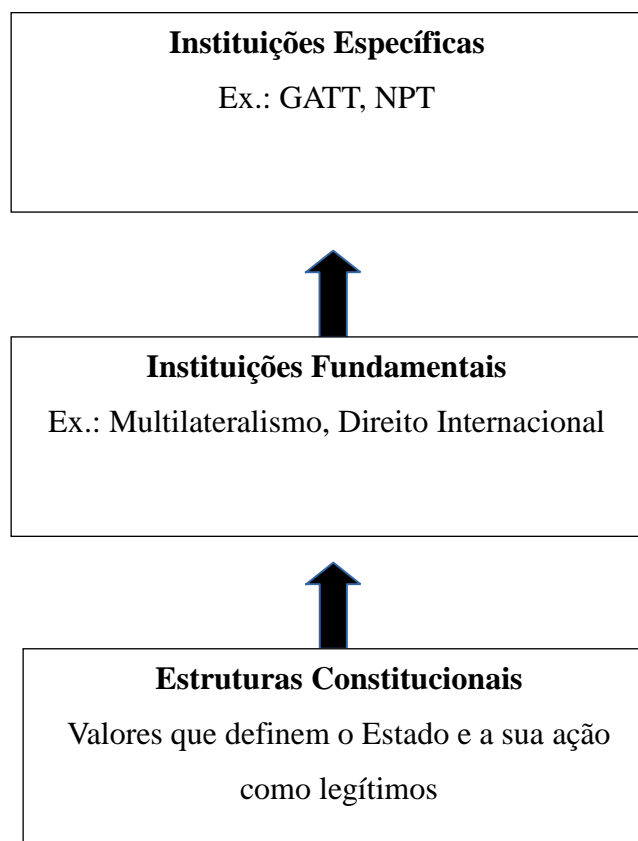 Instituições Específicas
Ex.: GATT, NPT
Instituições Fundamentais
Ex.: Multilateralismo, Direito Internacional
Estruturas Constitucionais
Valores que definem o Estado e a sua ação
como legítimos